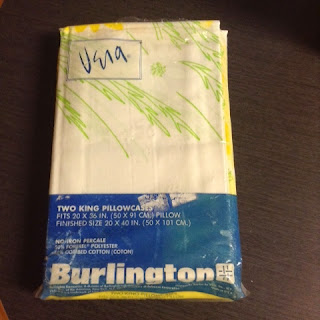 Vera
TWO KING PILLOWCASES
FITS 20 X 36 IN. (50 X 91 CM.) PILLOW
FINISHED SIZE 20 X 40 IN. (50 X 101 CM.)
NO-IRON PERCALE
POLYESTER
COMBED COTTON (COTON)
Burlington